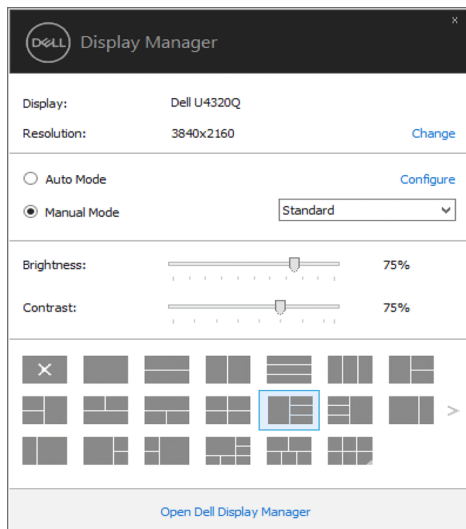 x
DELL Display Manager
Display: Dell U4320Q
Resolution: 3840x2160 Change
Auto Mode Configure
Manual Mode Standard
Brightness: 75%
Contrast: 75%
>
Open Dell Display Manager